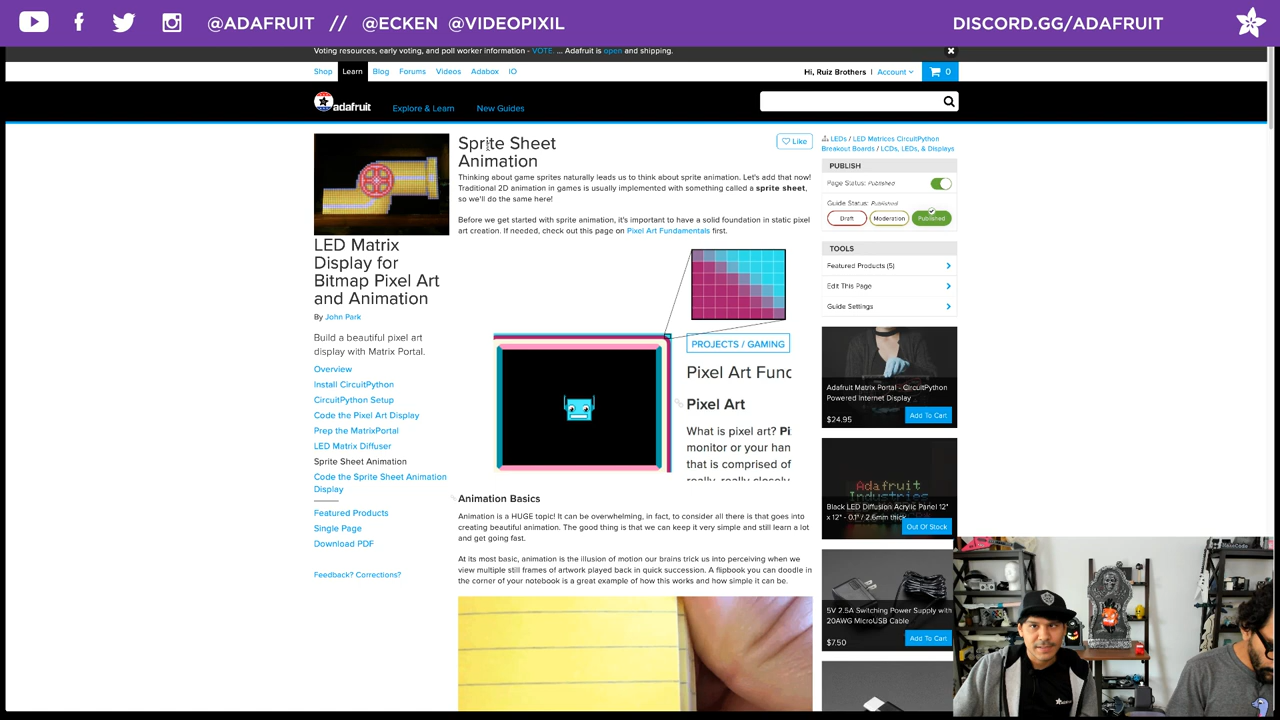 @ADAFRUIT // @ECKEN @VIDEOPIXIL
DISCORD.GG/ADAFRUIT
Voting resources, early voting, and poll worker information - VOTE. ... Adafruit is open and shipping.
Shop Learn Blog Forums Videos Adabox IO
Hi, Ruiz Brothers | Account 0
adafruit
Explore & Learn New Guides
LED Matrix
Display for
Bitmap Pixel Art
and Animation
By John Park
Build a beautiful pixel art
display with Matrix Portal.
Overview
Install CircuitPython
CircuitPython Setup
Code the Pixel Art Display
Prep the MatrixPortal
LED Matrix Diffuser
Sprite Sheet Animation
Code the Sprite Sheet Animation
Display
Featured Products
Single Page
Download PDF
Feedback? Corrections?
Sprite Sheet
Animation
Like
Thinking about game sprites naturally leads us to think about sprite animation. Let's add that now!
Traditional 2D animation in games is usually implemented with something called a sprite sheet,
so we'll do the same here!
Before we get started with sprite animation, it's important to have a solid foundation in static pixel
art creation. If needed, check out this page on Pixel Art Fundamentals first.
PROJECTS / GAMING
Pixel Art Func
Pixel Art
What is pixel art? Pi
monitor or your han
that is comprised of
really, really closely
Animation Basics
Animation is a HUGE topic! It can be overwhelming, in fact, to consider all there is that goes into
creating beautiful animation. The good thing is that we can keep it very simple and still learn a lot
and get going fast.
At its most basic, animation is the illusion of motion our brains trick us into perceiving when we
view multiple still frames of artwork played back in quick succession. A flipbook you can doodle in
the corner of your notebook is a great example of how this works and how simple it can be.
LEDs / LED Matrices CircuitPython
Breakout Boards / LCDs, LEDs, & Displays
PUBLISH
Page Status: Published
Guide Status: Published
Draft Moderation Published
TOOLS
Featured Products (5)
Edit This Page
Guide Settings
Adafruit Matrix Portal - CircuitPython
Powered Internet Display
$24.95 Add To Cart
Adafruit
Industries
Black LED Diffusion Acrylic Panel 12"
x 12" - 0.1" / 2.6mm thick
Out Of Stock
5V 2.5A Switching Power Supply with
20AWG MicroUSB Cable
$7.50 Add To Cart